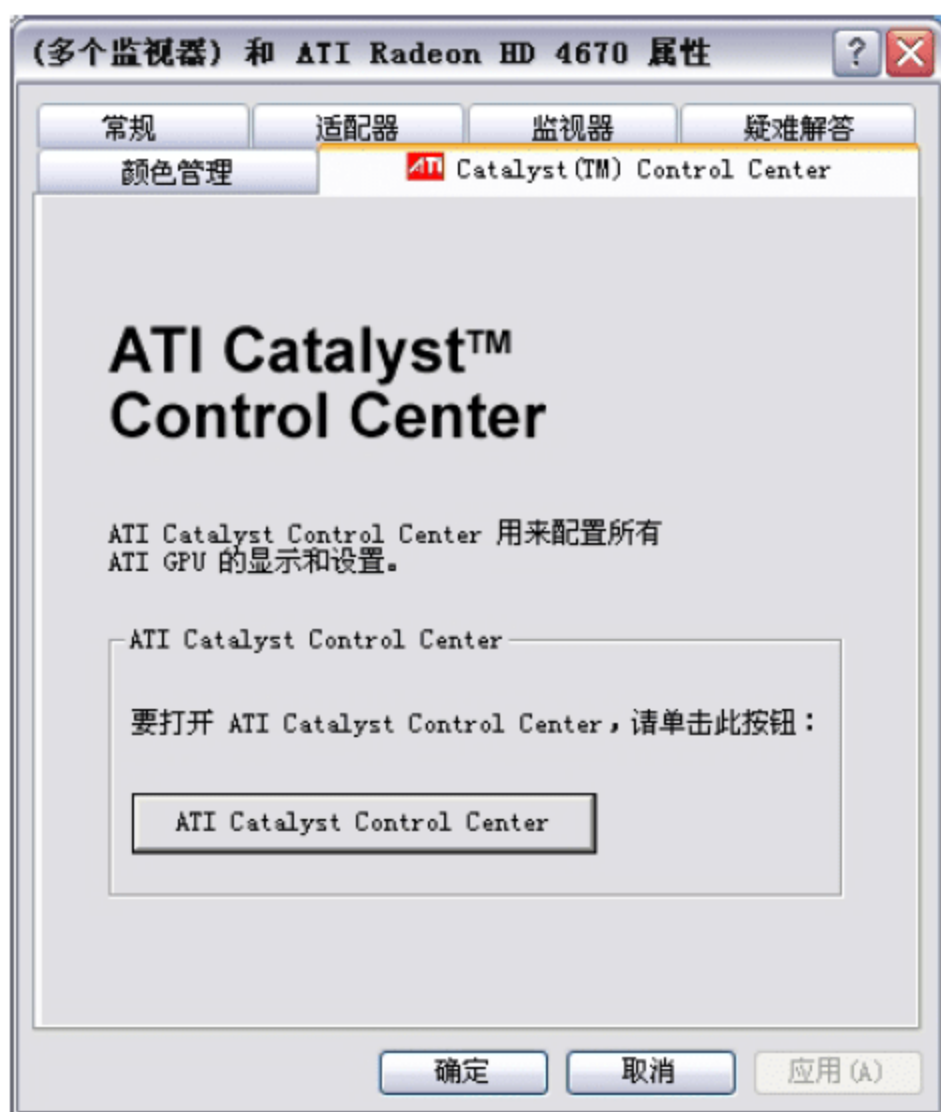 (多个监视器) 和 ATI Radeon HD 4670 属性
常规 适配器 监视器 疑难解答
颜色管理 ATI Catalyst(TM) Control Center
ATI Catalyst™
Control Center
ATI Catalyst Control Center 用来配置所有
ATI GPU 的显示和设置。
ATI Catalyst Control Center
要打开 ATI Catalyst Control Center,请单击此按钮:
ATI Catalyst Control Center
确定 取消 应用(A)